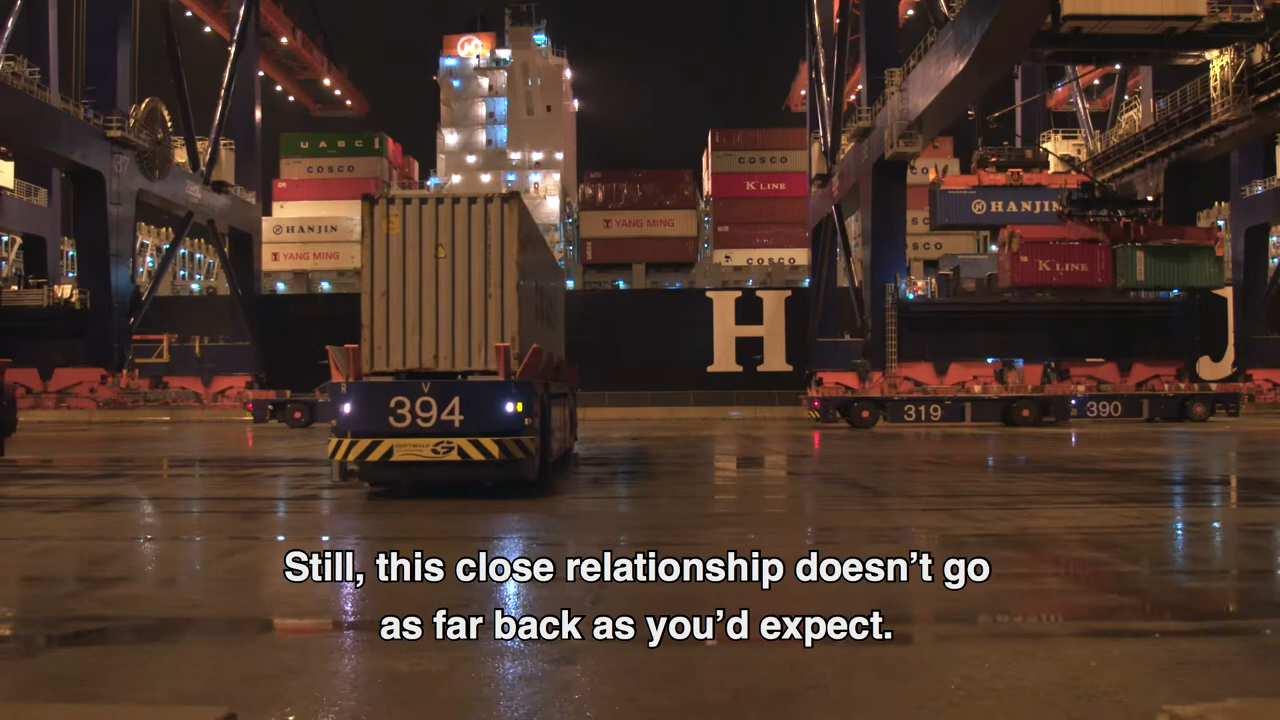 UASC
COSCO
HANJIN
YANG MING
YANG MING
COSCO
K LINE
COSCO
HANJIN
K LINE
H
J
R
V
394
GOTTWALD
319
390
Still, this close relationship doesn’t go
as far back as you’d expect.